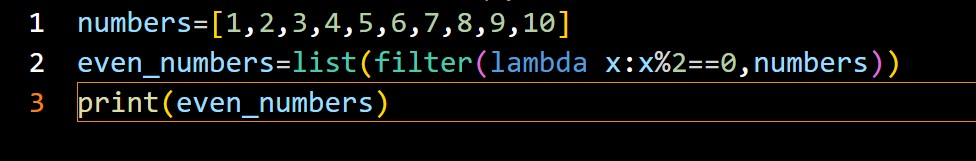 1 numbers=[1,2,3,4,5,6,7,8,9,10]
2 even_numbers=list(filter(lambda x:x%2==0,numbers))
3 print(even_numbers)